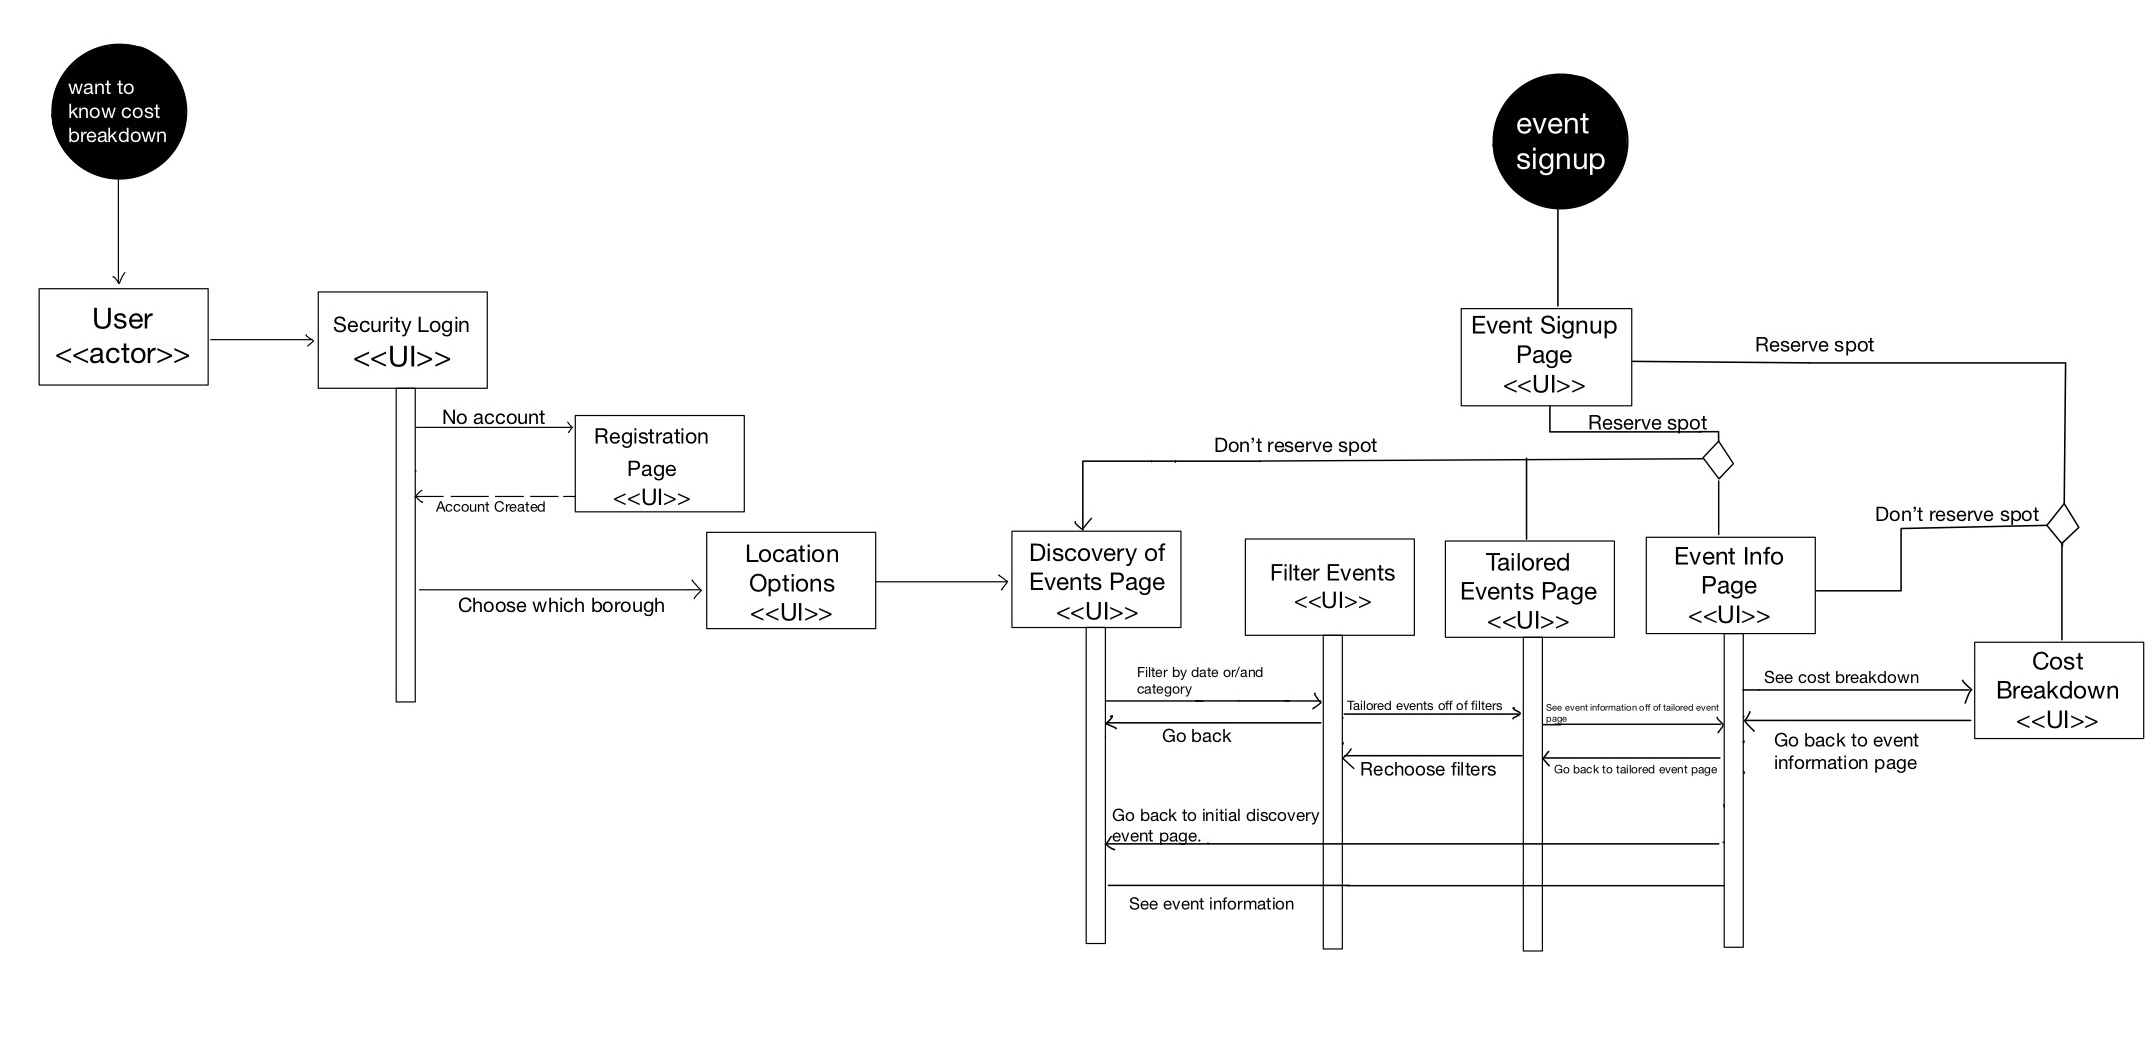 want to
know cost
breakdown
event
signup
User
<<actor>>
Security Login
<<UI>>
Event Signup
Page
<<UI>>
Reserve spot
Reserve spot
No account
Registration
Page
<<UI>>
Account Created
Don't reserve spot
Don't reserve spot
Choose which borough
Location
Options
<<UI>>
Discovery of
Events Page
<<UI>>
Filter Events
<<UI>>
Tailored
Events Page
<<UI>>
Event Info
Page
<<UI>>
Cost
Breakdown
<<UI>>
Filter by date or/and
category
Go back
Tailored events off of filters
Rechoose filters
See event information off of tailored event
page
Go back to tailored event page
See cost breakdown
Go back to event
information page
Go back to initial discovery
event page.
See event information